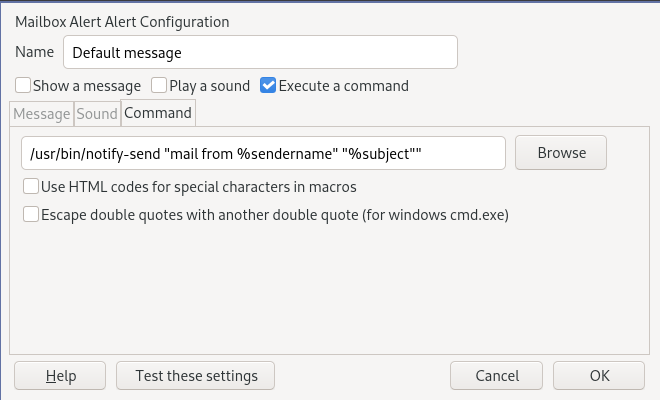 Mailbox Alert Alert Configuration
Name Default message
Show a message Play a sound Execute a command
Message Sound Command
/usr/bin/notify-send "mail from %sendername" "%subject"" Browse
Use HTML codes for special characters in macros
Escape double quotes with another double quote (for windows cmd.exe)
Help Test these settings Cancel OK